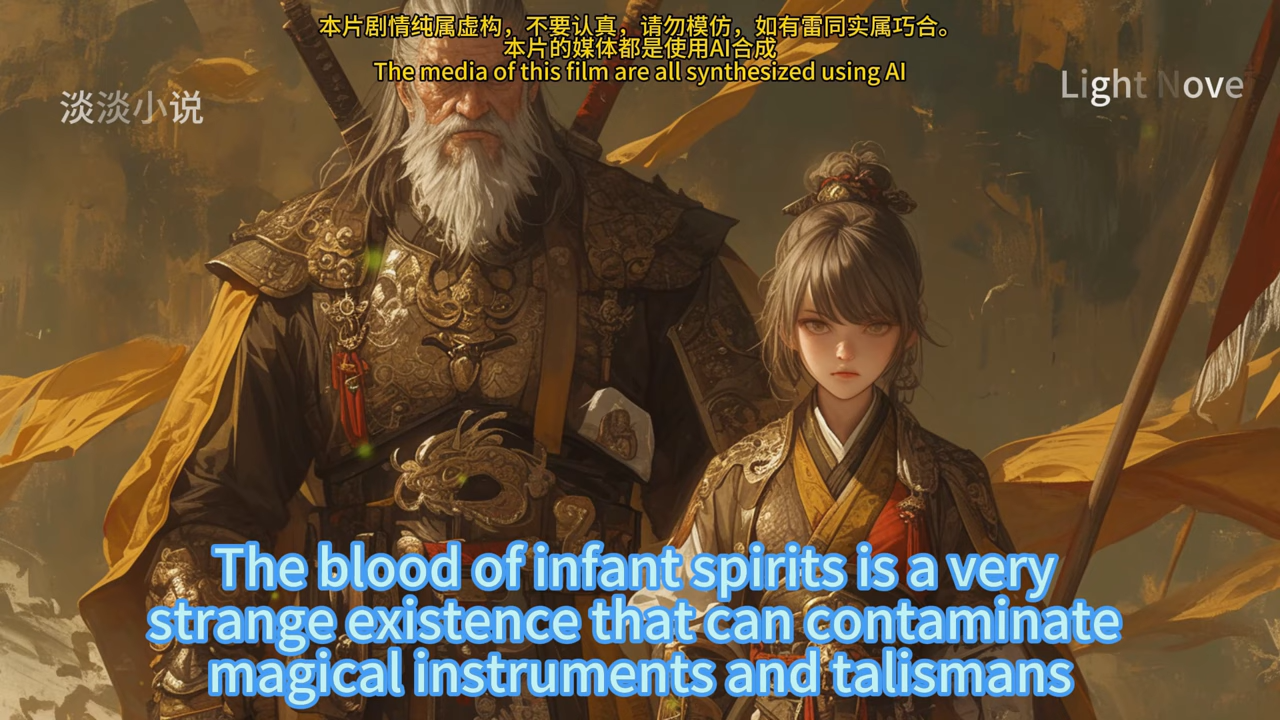 本片剧情纯属虚构，不要认真，请勿模仿，如有雷同实属巧合。
本片的媒体都是使用AI合成
The media of this film are all synthesized using AI
淡淡小说
Light Nove
The blood of infant spirits is a very
strange existence that can contaminate
magical instruments and talismans